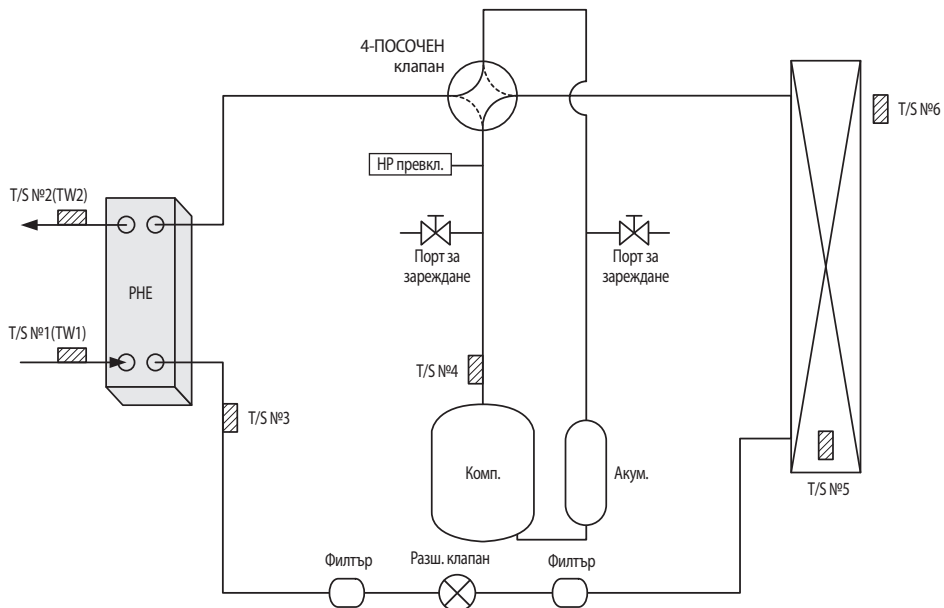 4-ПОСОЧЕН
клапан
T/S №6
HP превкл.
T/S №2(TW2)
Порт за
зареждане
Порт за
зареждане
PHE
T/S №1(TW1)
T/S №4
T/S №3
Комп.
Акум.
T/S №5
Филтър
Разш. клапан
Филтър